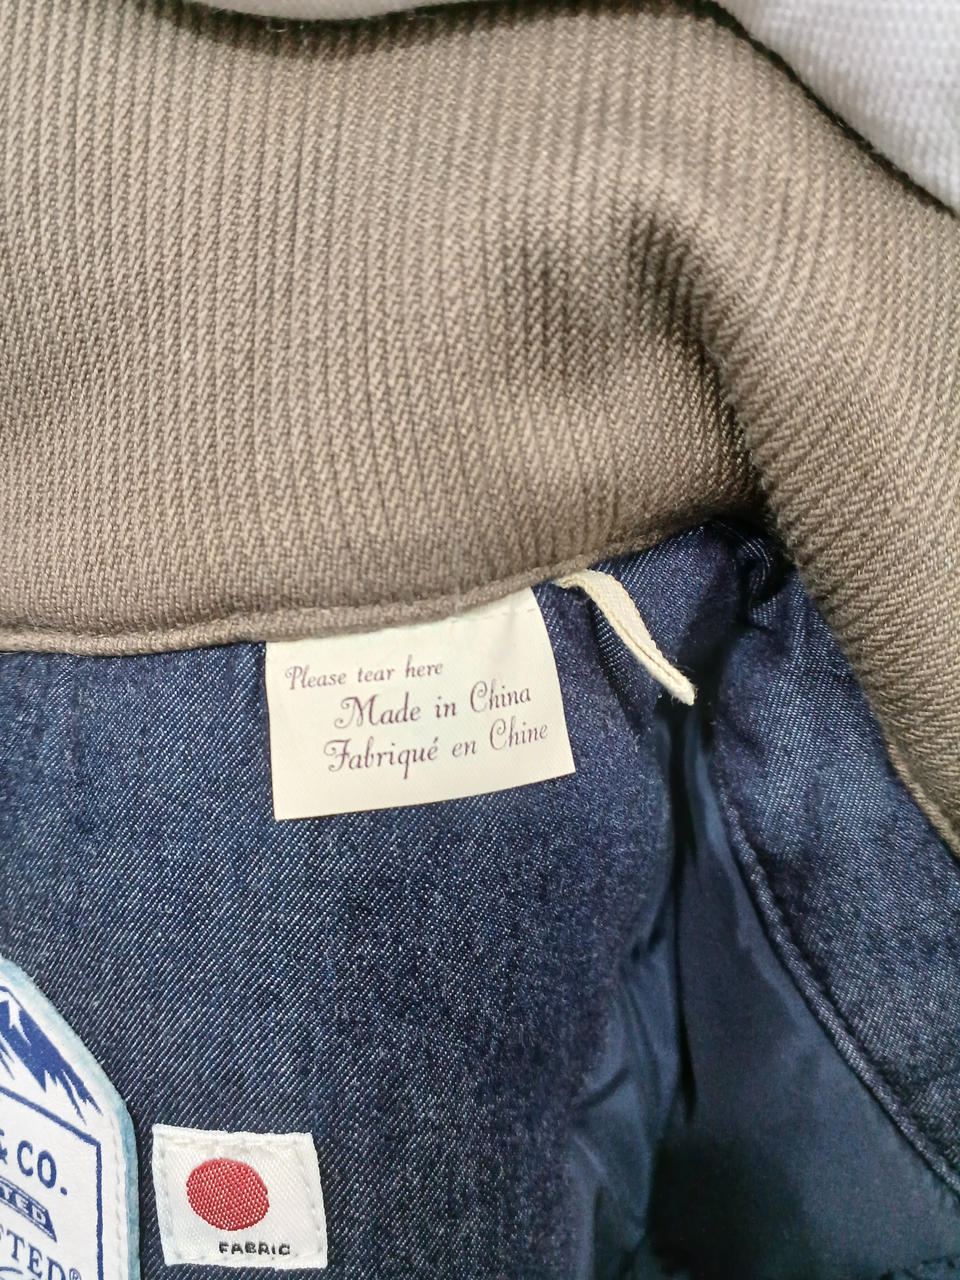 Please tear here
Made in China
Fabriqué en Chine
& CO.
FABRIC